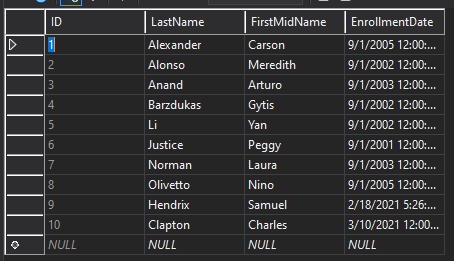 ID LastName FirstMidName EnrollmentDate
1 Alexander Carson 9/1/2005 12:00:...
2 Alonso Meredith 9/1/2002 12:00:...
3 Anand Arturo 9/1/2003 12:00:...
4 Barzdukas Gytis 9/1/2002 12:00:...
5 Li Yan 9/1/2002 12:00:...
6 Justice Peggy 9/1/2001 12:00:...
7 Norman Laura 9/1/2003 12:00:...
8 Olivetto Nino 9/1/2005 12:00:...
9 Hendrix Samuel 2/18/2021 5:26:...
10 Clapton Charles 3/10/2021 12:00...
NULL NULL NULL NULL